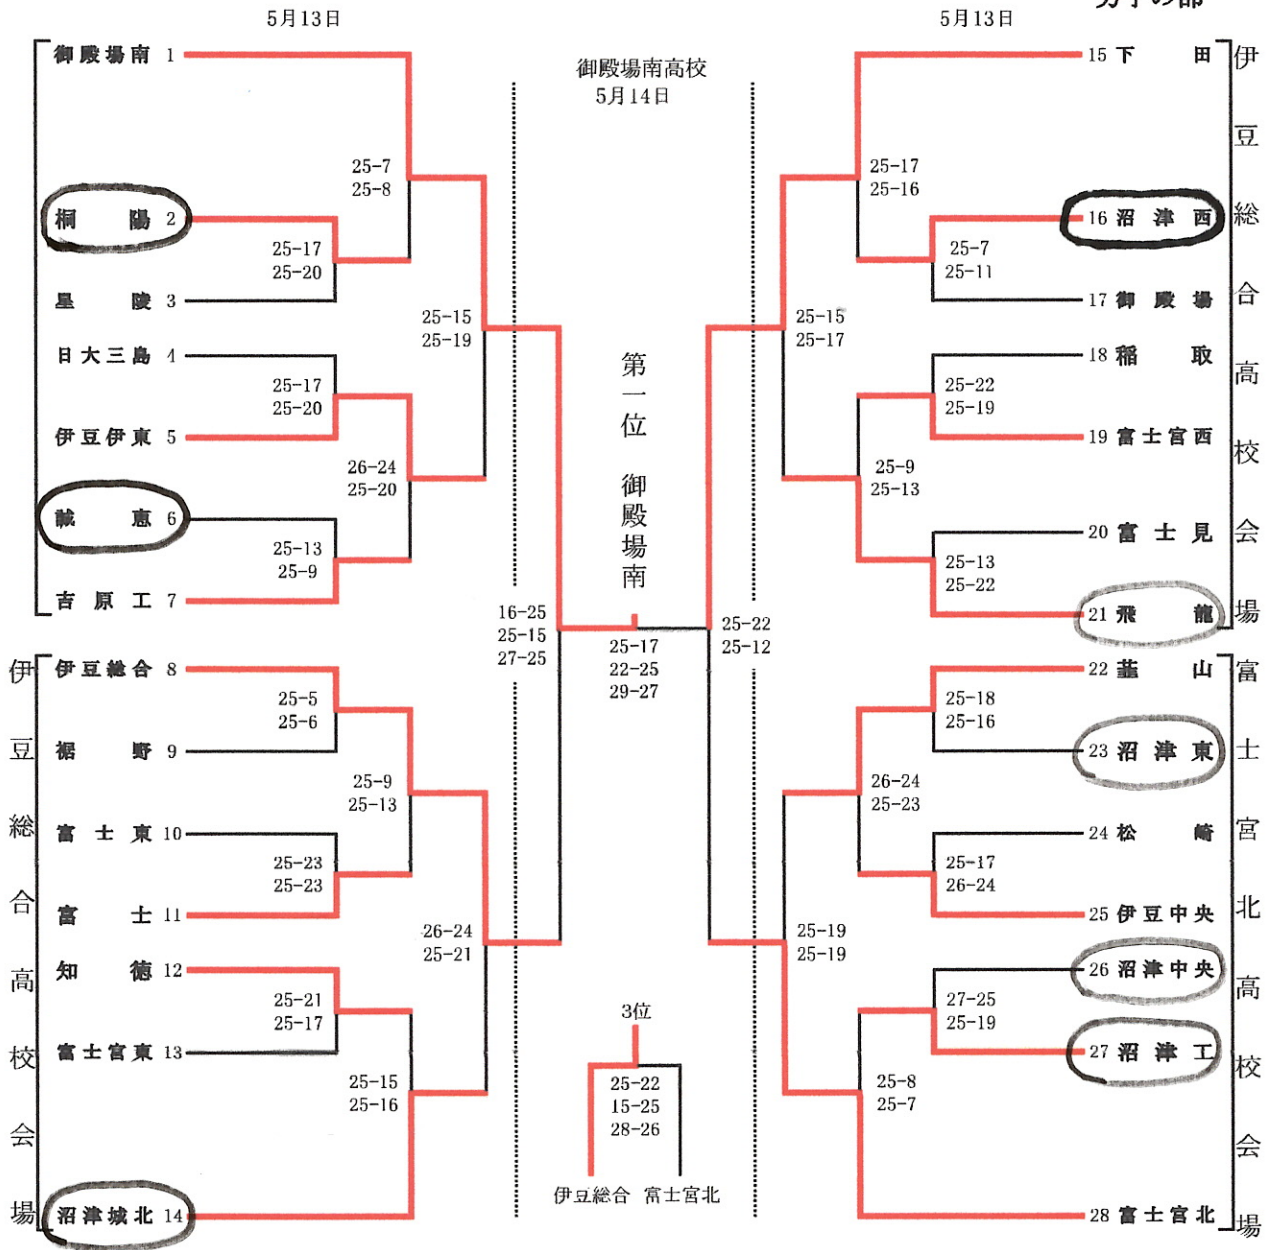 5月13日
御殿場南 1
桐陽 2
星陵 3
日大三島 4
伊豆伊東 5
誠恵 6
吉原工 7
25-7
25-8
25-17
25-20
25-15
25-19
25-17
25-20
26-24
25-20
25-13
25-9
伊豆総合高校会場
伊豆総合 8
裾野 9
富士東 10
富士 11
知徳 12
富士宮東 13
沼津城北 14
25-5
25-6
25-9
25-13
25-23
25-23
26-24
25-21
25-21
25-17
25-15
25-16
御殿場南高校
5月14日
第一位 御殿場南
16-25
25-15
27-25
25-17
22-25
29-27
25-22
25-12
3位
25-22
15-25
28-26
伊豆総合 富士宮北
5月13日
15 下田
16 沼津西
17 御殿場
18 稲取
19 富士宮西
20 富士見
21 飛龍
伊豆総合高校会場
25-17
25-16
25-7
25-11
25-15
25-17
25-22
25-19
25-9
25-13
25-13
25-22
22 韮山
23 沼津東
24 松崎
25 伊豆中央
26 沼津中央
27 沼津工
28 富士宮北
富士宮北高校会場
25-18
25-16
26-24
25-23
25-17
26-24
25-19
25-19
27-25
25-19
25-8
25-7